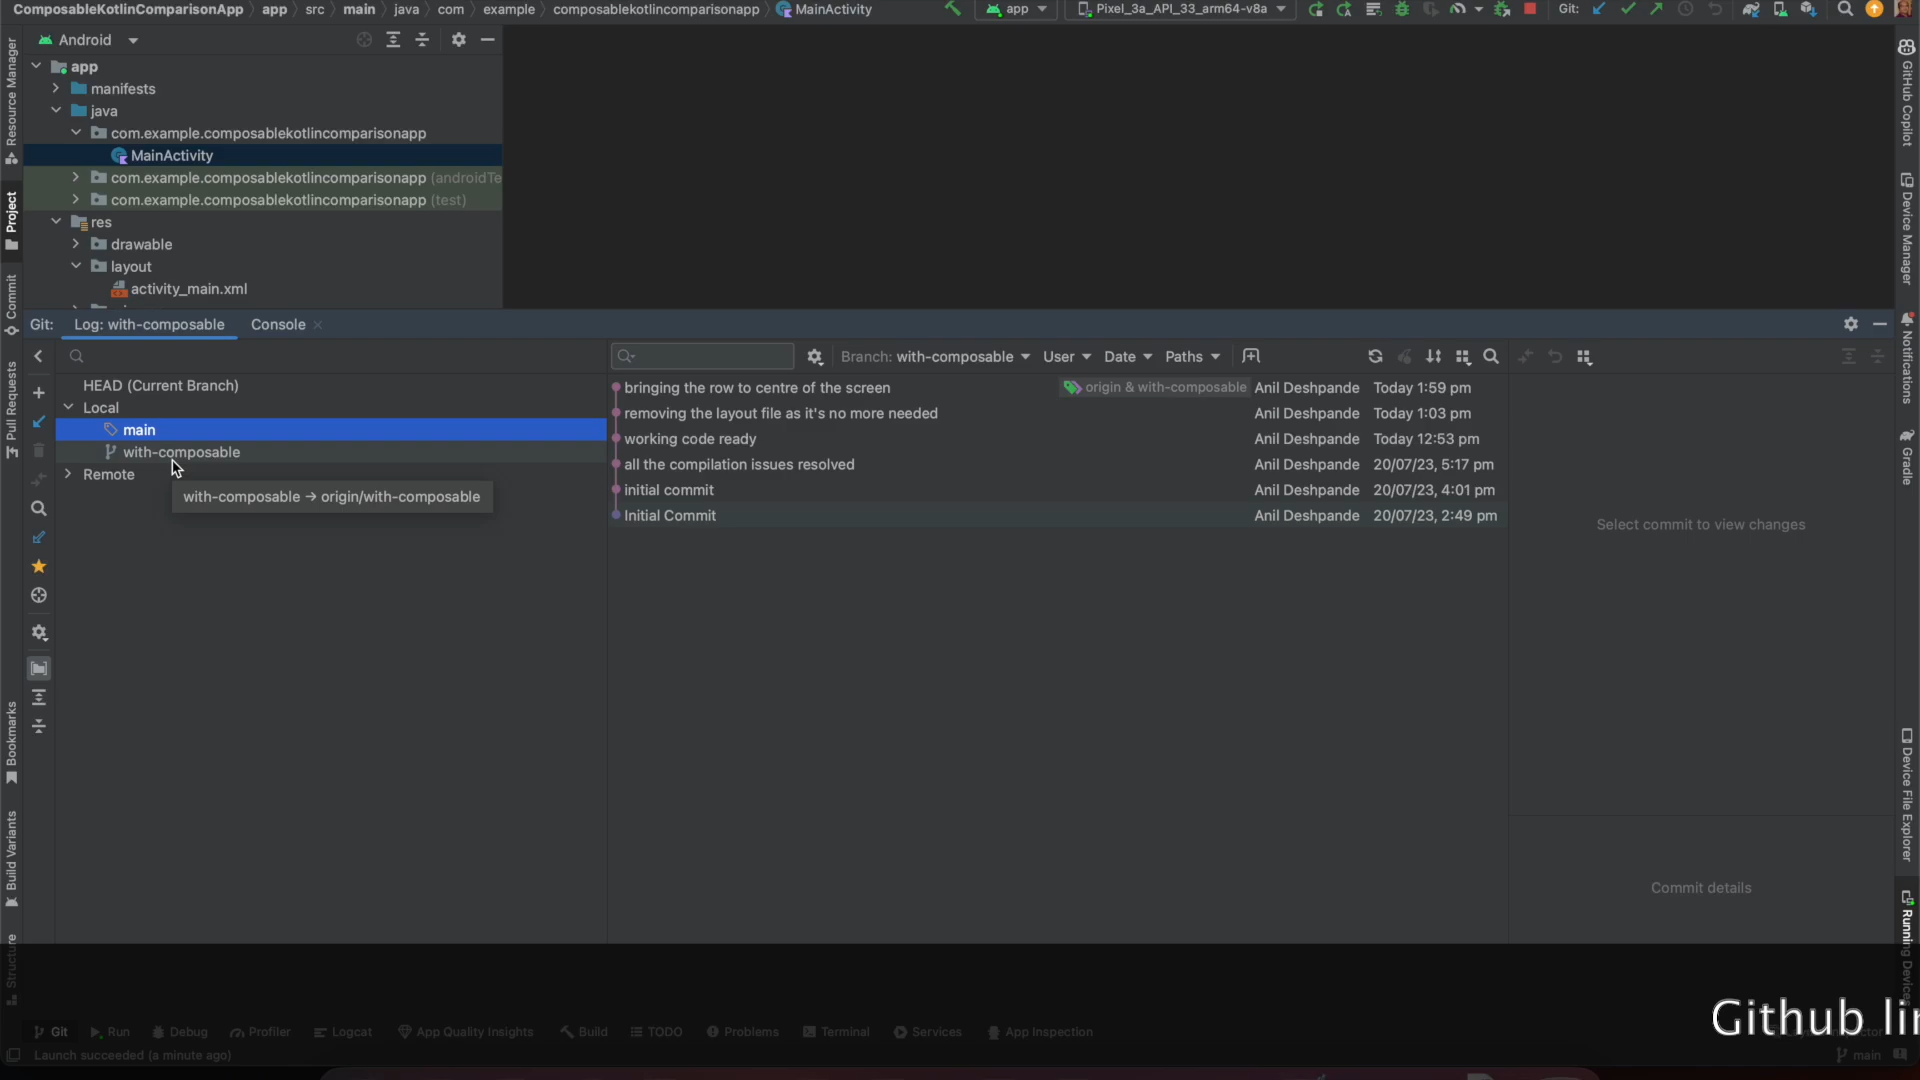 ComposableKotlinComparisonApp app src main java com example composablekotlincomparisonapp MainActivity app Pixel_3a_API_33_arm64-v8a Git:
Android
app
manifests
java
com.example.composablekotlincomparisonapp
MainActivity
com.example.composablekotlincomparisonapp (androidTe
com.example.composablekotlincomparisonapp (test)
res
drawable
layout
activity_main.xml
Resource Manager
Project
Commit
Pull Requests
Bookmarks
Build Variants
Structure
Git: Log: with-composable Console
Branch: with-composable User Date Paths
HEAD (Current Branch)
Local
main
with-composable
Remote
with-composable → origin/with-composable
bringing the row to centre of the screen origin & with-composable Anil Deshpande Today 1:59 pm
removing the layout file as it's no more needed Anil Deshpande Today 1:03 pm
working code ready Anil Deshpande Today 12:53 pm
all the compilation issues resolved Anil Deshpande 20/07/23, 5:17 pm
initial commit Anil Deshpande 20/07/23, 4:01 pm
Initial Commit Anil Deshpande 20/07/23, 2:49 pm
Select commit to view changes
Commit details
GitHub Copilot
Device Manager
Notifications
Gradle
Device File Explorer
Running Devices
Github lin
Git Run Debug Profiler Logcat App Quality Insights Build TODO Problems Terminal Services App Inspection
Launch succeeded (a minute ago) main